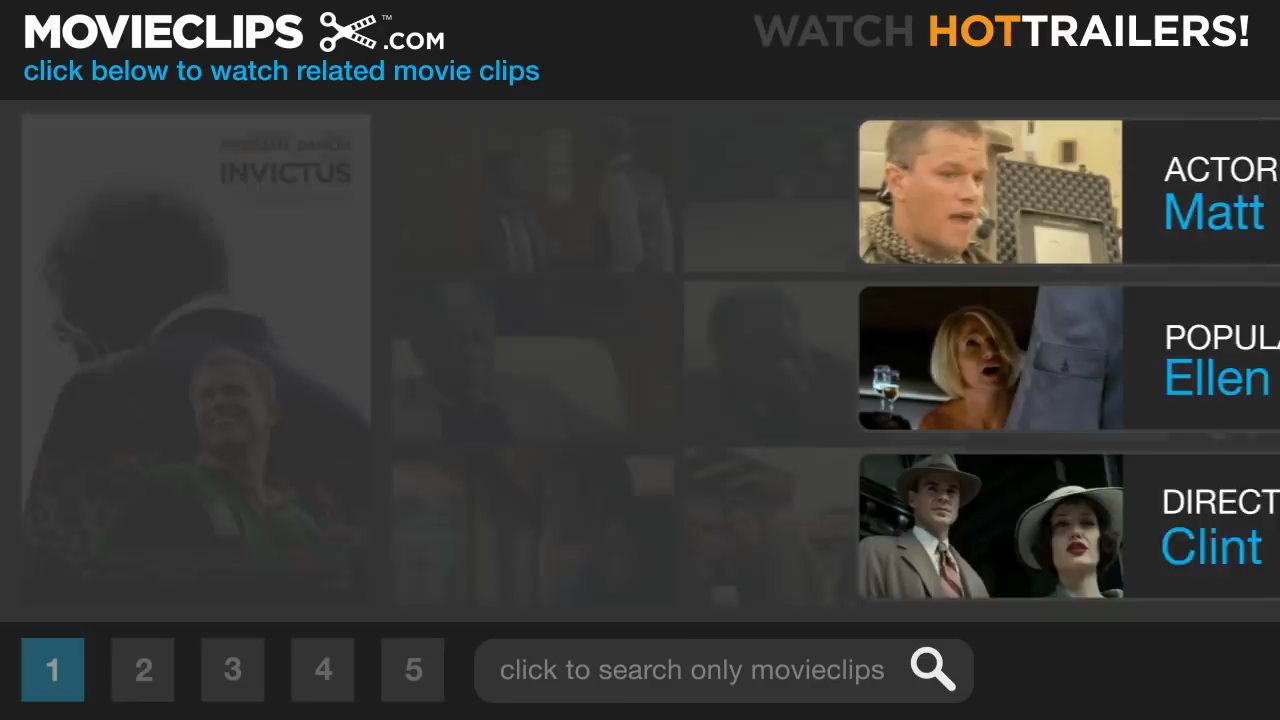 MOVIECLIPS™.COM
click below to watch related movie clips
WATCH HOTTRAILERS!
INVICTUS
ACTOR
Matt
POPULA
Ellen
DIRECT
Clint
1 2 3 4 5
click to search only movieclips